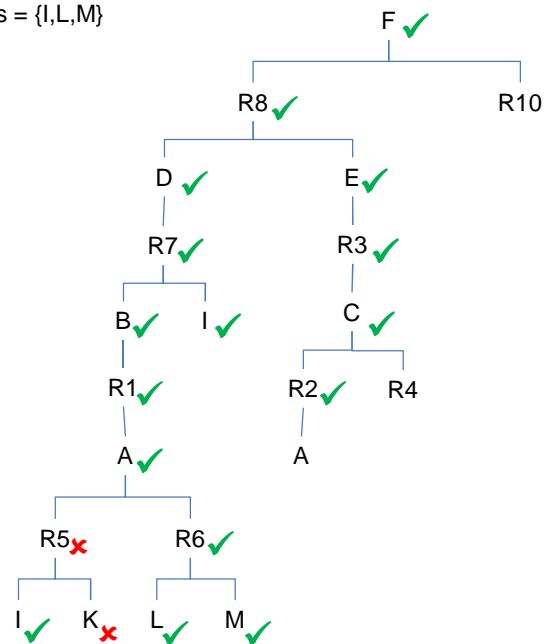 s = {I,L,M}
F
R8 R10
D E
R7 R3
B I C
R1 R2 R4
A A
R5 R6
I K L M